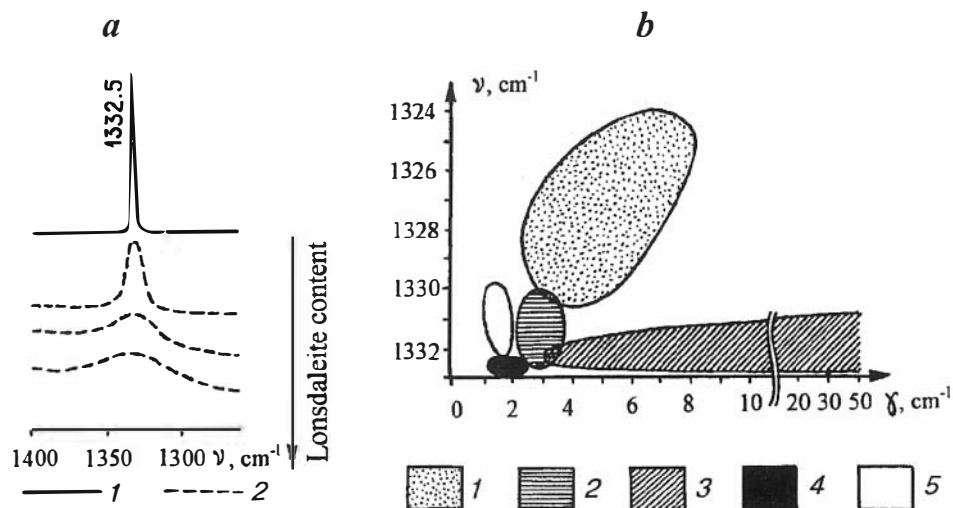 a
1332.5
Lonsdaleite content
1400 1350 1300 ν, cm⁻¹
1 2
b
ν, cm⁻¹
1324
1326
1328
1330
1332
0 2 4 6 8 10 20 30 50 γ, cm⁻¹
1 2 3 4 5